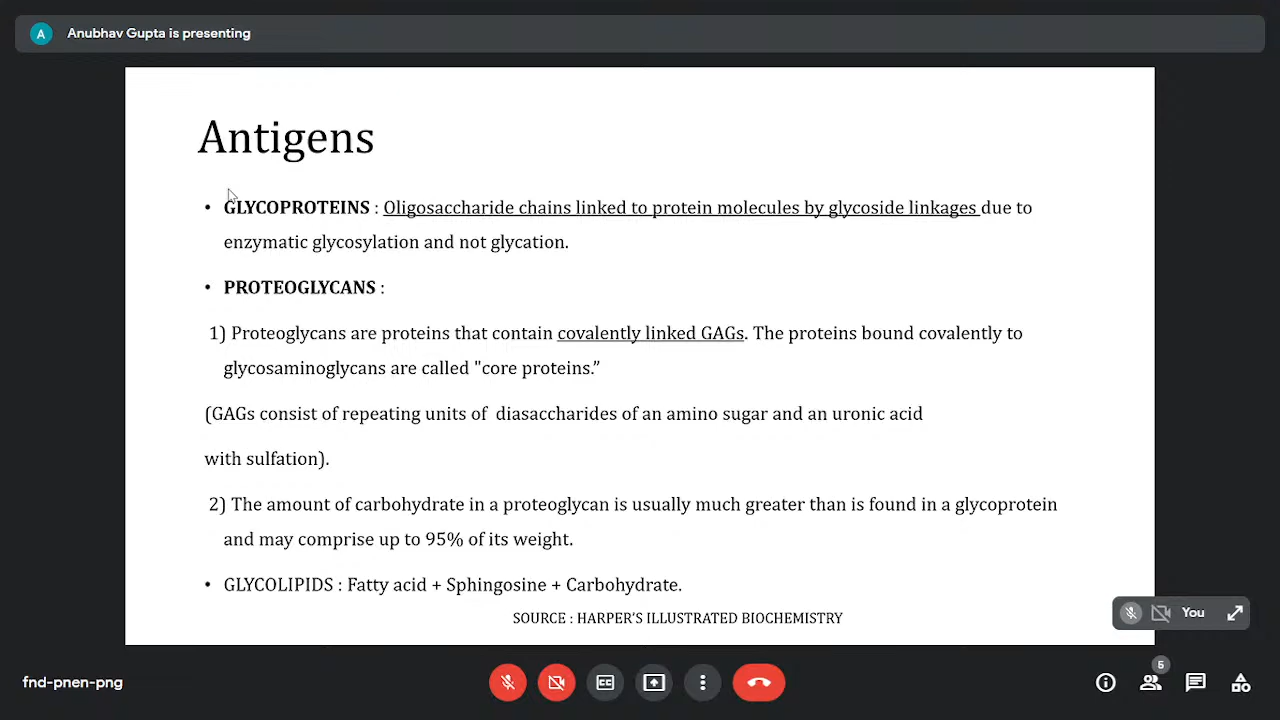 A Anubhav Gupta is presenting
Antigens
• GLYCOPROTEINS : Oligosaccharide chains linked to protein molecules by glycoside linkages due to
enzymatic glycosylation and not glycation.
• PROTEOGLYCANS :
1) Proteoglycans are proteins that contain covalently linked GAGs. The proteins bound covalently to
glycosaminoglycans are called "core proteins.”
(GAGs consist of repeating units of diasaccharides of an amino sugar and an uronic acid
with sulfation).
2) The amount of carbohydrate in a proteoglycan is usually much greater than is found in a glycoprotein
and may comprise up to 95% of its weight.
• GLYCOLIPIDS : Fatty acid + Sphingosine + Carbohydrate.
SOURCE : HARPER’S ILLUSTRATED BIOCHEMISTRY
You
fnd-pnen-png
CC
5